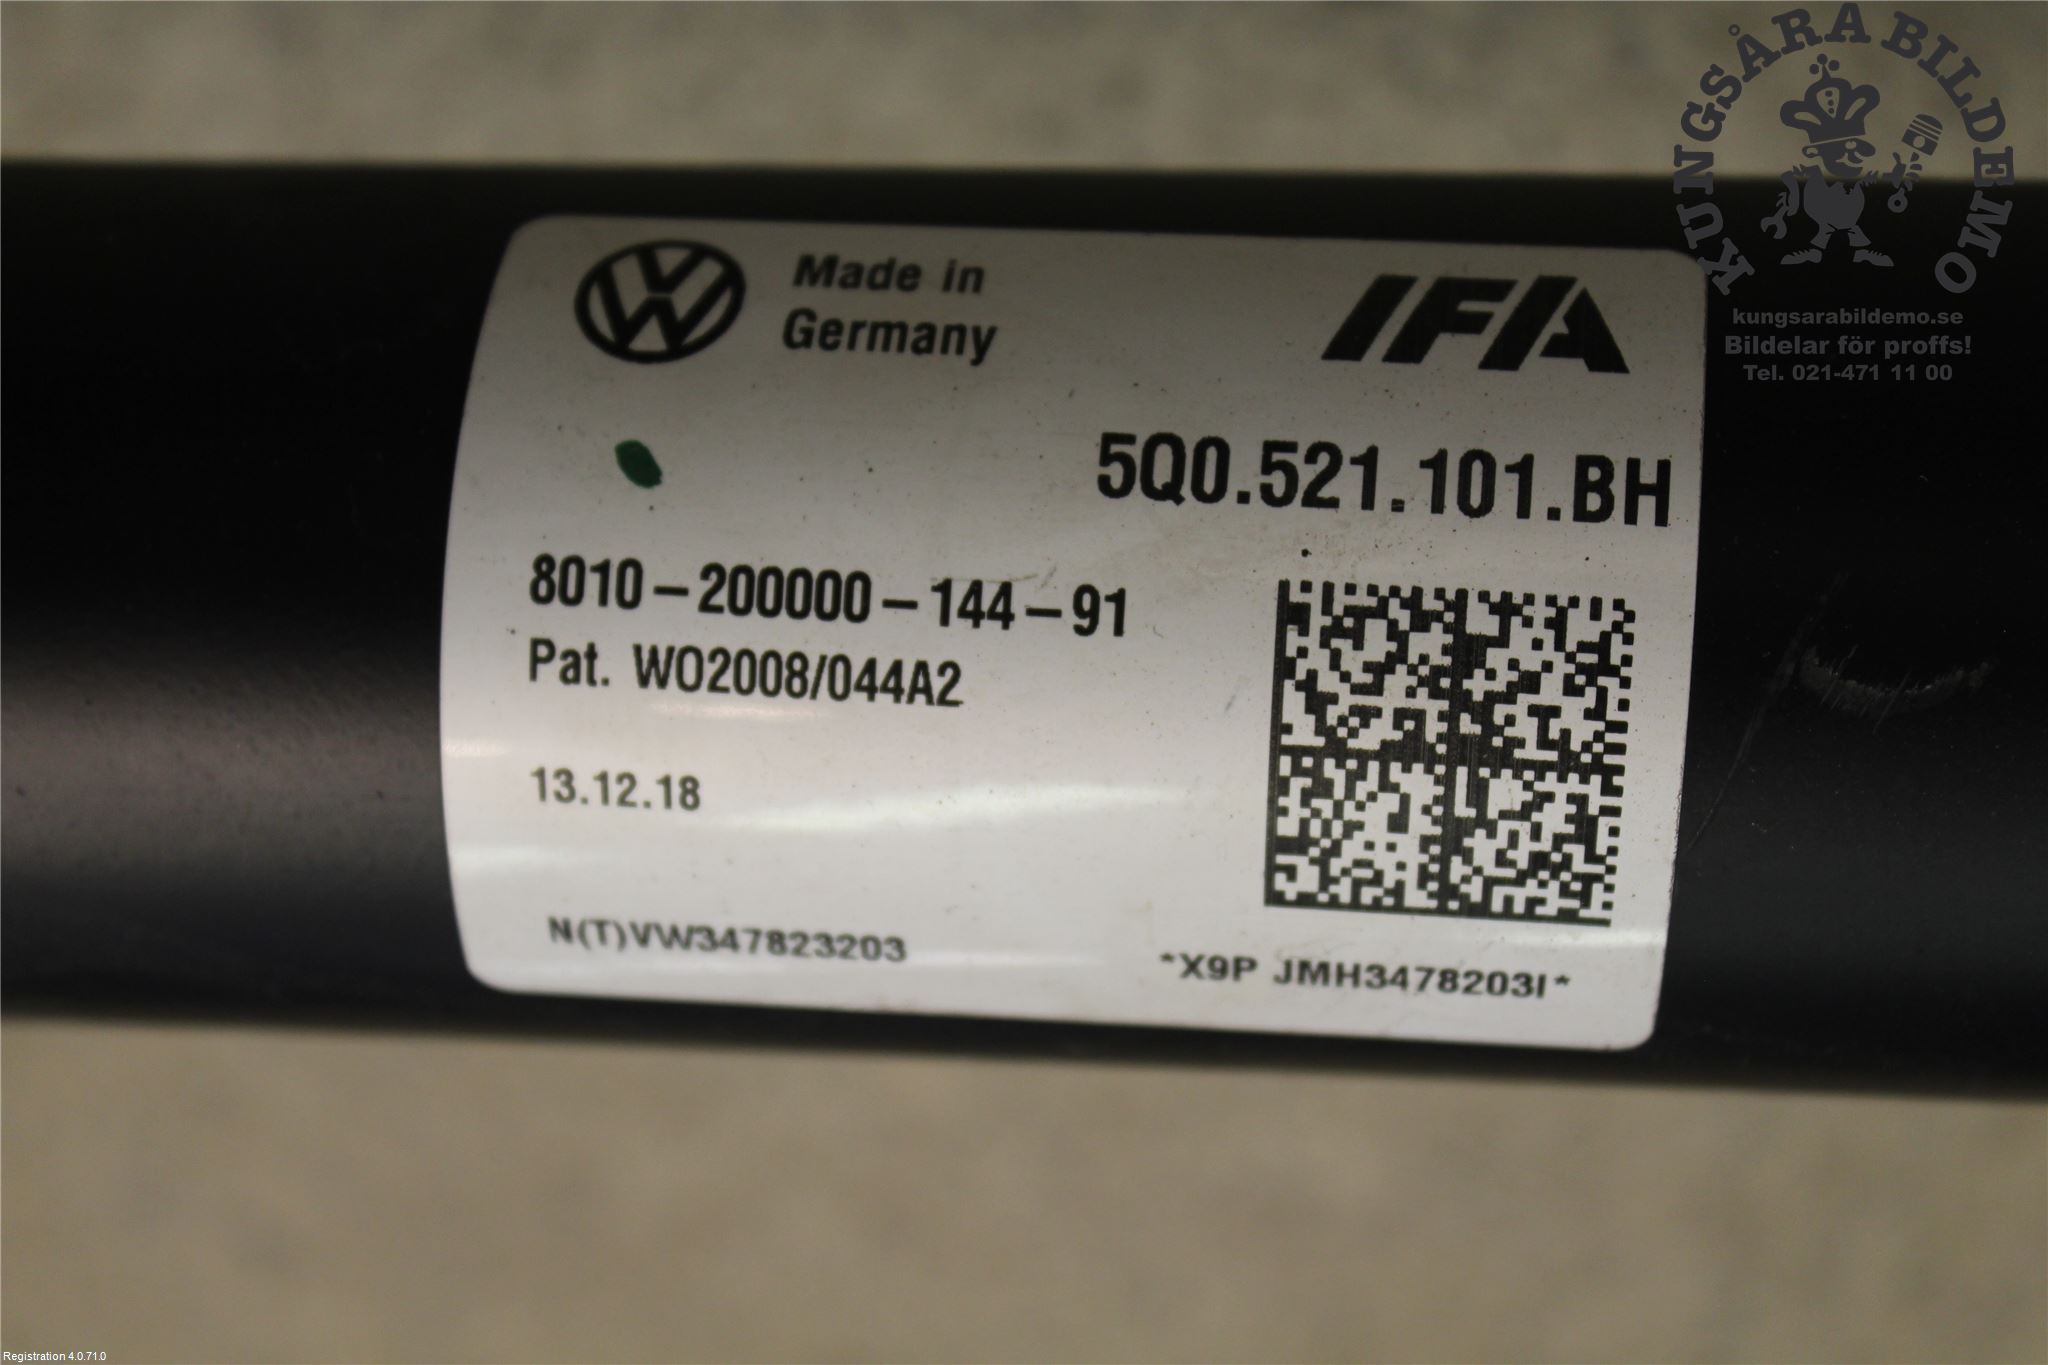 KUNGSÅRA BILDEMO
kungsarabildemo.se
Bildelar för proffs!
Tel. 021-471 11 00
Made in
Germany
IFA
5Q0.521.101.BH
8010-200000-144-91
Pat. WO2008/044A2
13.12.18
N(T)VW347823203
*X9P JMH3478203I*
Registration 4.0.71.0